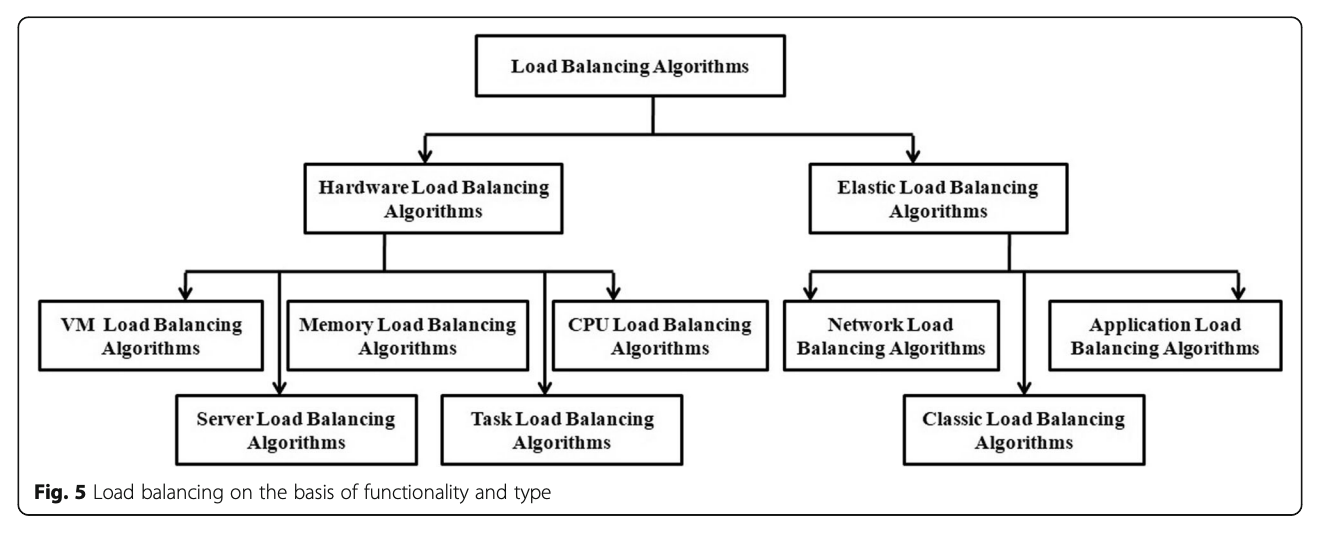 Load Balancing Algorithms
Hardware Load Balancing
Algorithms
Elastic Load Balancing
Algorithms
VM Load Balancing
Algorithms
Memory Load Balancing
Algorithms
CPU Load Balancing
Algorithms
Network Load
Balancing Algorithms
Application Load
Balancing Algorithms
Server Load Balancing
Algorithms
Task Load Balancing
Algorithms
Classic Load Balancing
Algorithms
Fig. 5 Load balancing on the basis of functionality and type